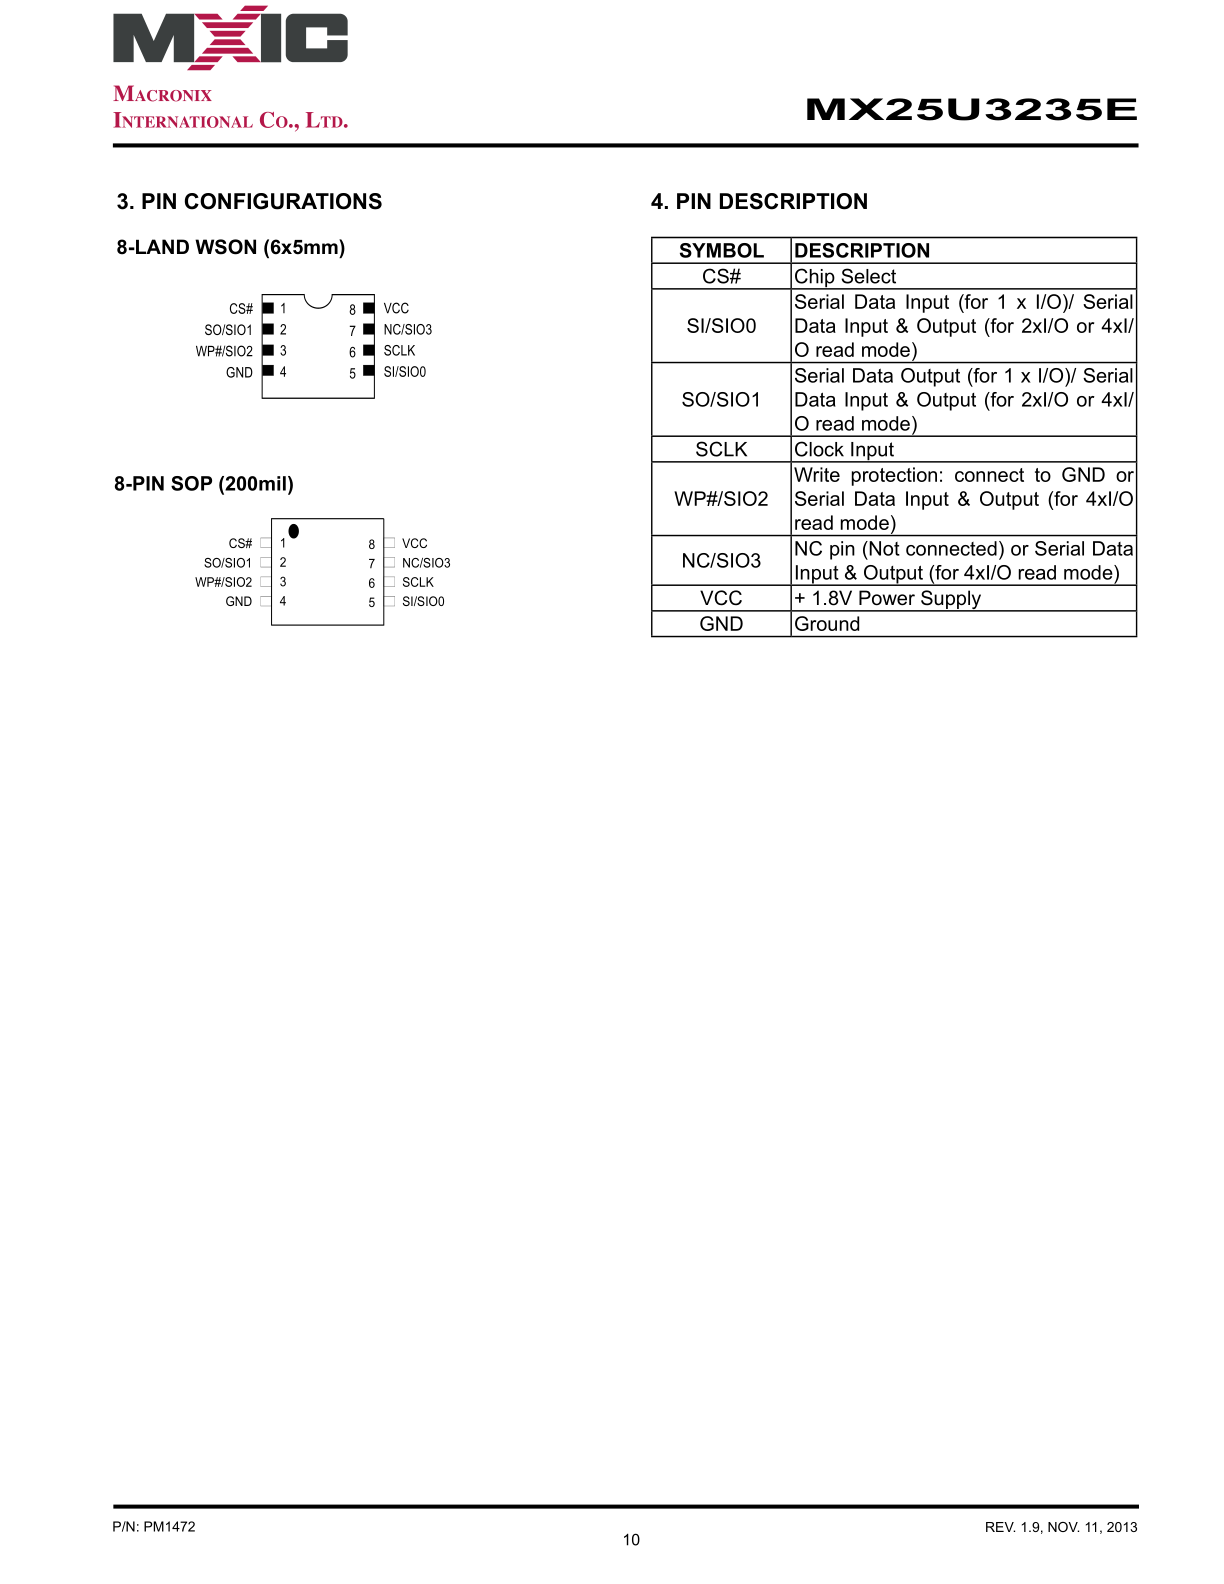 MXIC
MACRONIX
INTERNATIONAL CO., LTD.
MX25U3235E
3. PIN CONFIGURATIONS
8-LAND WSON (6x5mm)
CS# 1 8 VCC
SO/SIO1 2 7 NC/SIO3
WP#/SIO2 3 6 SCLK
GND 4 5 SI/SIO0
8-PIN SOP (200mil)
CS# 1 8 VCC
SO/SIO1 2 7 NC/SIO3
WP#/SIO2 3 6 SCLK
GND 4 5 SI/SIO0
4. PIN DESCRIPTION
SYMBOL DESCRIPTION
CS# Chip Select
SI/SIO0 Serial Data Input (for 1 x I/O)/ Serial
Data Input & Output (for 2xI/O or 4xI/
O read mode)
SO/SIO1 Serial Data Output (for 1 x I/O)/ Serial
Data Input & Output (for 2xI/O or 4xI/
O read mode)
SCLK Clock Input
WP#/SIO2 Write protection: connect to GND or
Serial Data Input & Output (for 4xI/O
read mode)
NC/SIO3 NC pin (Not connected) or Serial Data
Input & Output (for 4xI/O read mode)
VCC + 1.8V Power Supply
GND Ground
P/N: PM1472
10
REV. 1.9, NOV. 11, 2013